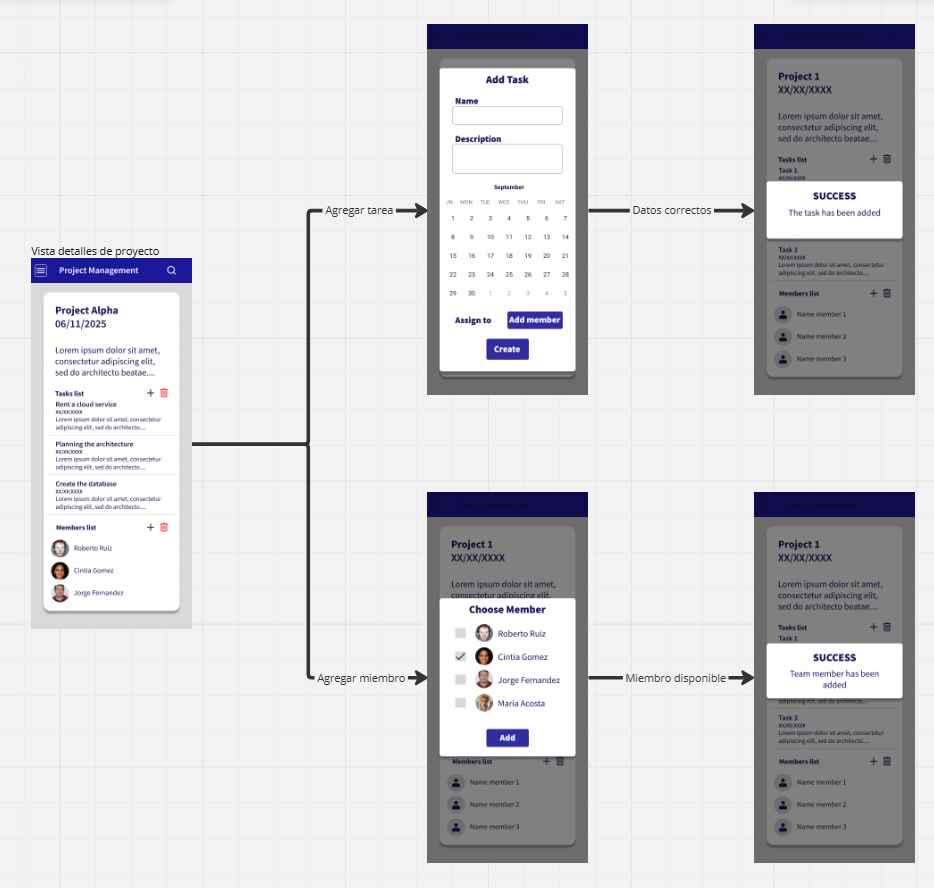 Vista detalles de proyecto
Project Management
Project Alpha
06/11/2025
Lorem ipsum dolor sit amet,
consectetur adipiscing elit,
sed do architecto beatae....
Tasks list
Rent a cloud service
XX/XX/XXXX
Lorem ipsum dolor sit amet, consectetur
adipiscing elit, sed do architecto...
Planning the architecture
XX/XX/XXXX
Lorem ipsum dolor sit amet, consectetur
adipiscing elit, sed do architecto...
Create the database
XX/XX/XXXX
Lorem ipsum dolor sit amet, consectetur
adipiscing elit, sed do architecto...
Members list
Roberto Ruiz
Cintia Gomez
Jorge Fernandez
Agregar tarea
Project Management
Add Task
Name
Description
September
MON TUE WED THU FRI SAT
1 2 3 4 5 6 7
8 9 10 11 12 13 14
15 16 17 18 19 20 21
22 23 24 25 26 27 28
29 30 1 2 3 4 5
Assign to Add member
Create
Datos correctos
Project Management
Project 1
XX/XX/XXXX
Lorem ipsum dolor sit amet,
consectetur adipiscing elit,
sed do architecto beatae....
Tasks list
Task 1
XX/XX/XXXX
SUCCESS
The task has been added
Task 3
XX/XX/XXXX
Lorem ipsum dolor sit amet, consectetur
adipiscing elit, sed do architecto...
Members list
Name member 1
Name member 2
Name member 3
Agregar miembro
Project 1
XX/XX/XXXX
Lorem ipsum dolor sit amet,
consectetur adipiscing elit,
Choose Member
Roberto Ruiz
Cintia Gomez
Jorge Fernandez
Maria Acosta
Add
Members list
Name member 1
Name member 2
Name member 3
Miembro disponible
Project 1
XX/XX/XXXX
Lorem ipsum dolor sit amet,
consectetur adipiscing elit,
sed do architecto beatae....
Tasks list
Task 1
SUCCESS
Team member has been
added
adipiscing elit, sed do architecto...
Task 3
XX/XX/XXXX
Lorem ipsum dolor sit amet, consectetur
adipiscing elit, sed do architecto...
Members list
Name member 1
Name member 2
Name member 3